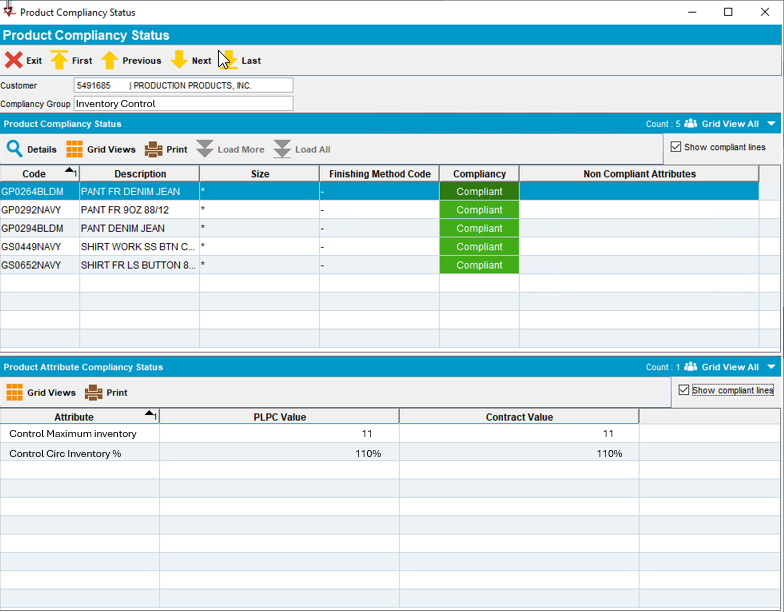 Product Compliancy Status
Product Compliancy Status
Exit First Previous Next Last
Customer 5491685 | PRODUCTION PRODUCTS, INC.
Compliancy Group Inventory Control
Product Compliancy Status Count : 5 Grid View All
Details Grid Views Print Load More Load All Show compliant lines
Code 1 Description Size Finishing Method Code Compliancy Non Compliant Attributes
GP0264BLDM PANT FR DENIM JEAN * - Compliant
GP0292NAVY PANT FR 9OZ 88/12 * - Compliant
GP0294BLDM PANT DENIM JEAN * - Compliant
GS0449NAVY SHIRT WORK SS BTN C... * - Compliant
GS0652NAVY SHIRT FR LS BUTTON 8... * - Compliant
Product Attribute Compliancy Status Count : 1 Grid View All
Grid Views Print Show compliant lines
Attribute 1 PLPC Value Contract Value
Control Maximum inventory 11 11
Control Circ Inventory % 110% 110%